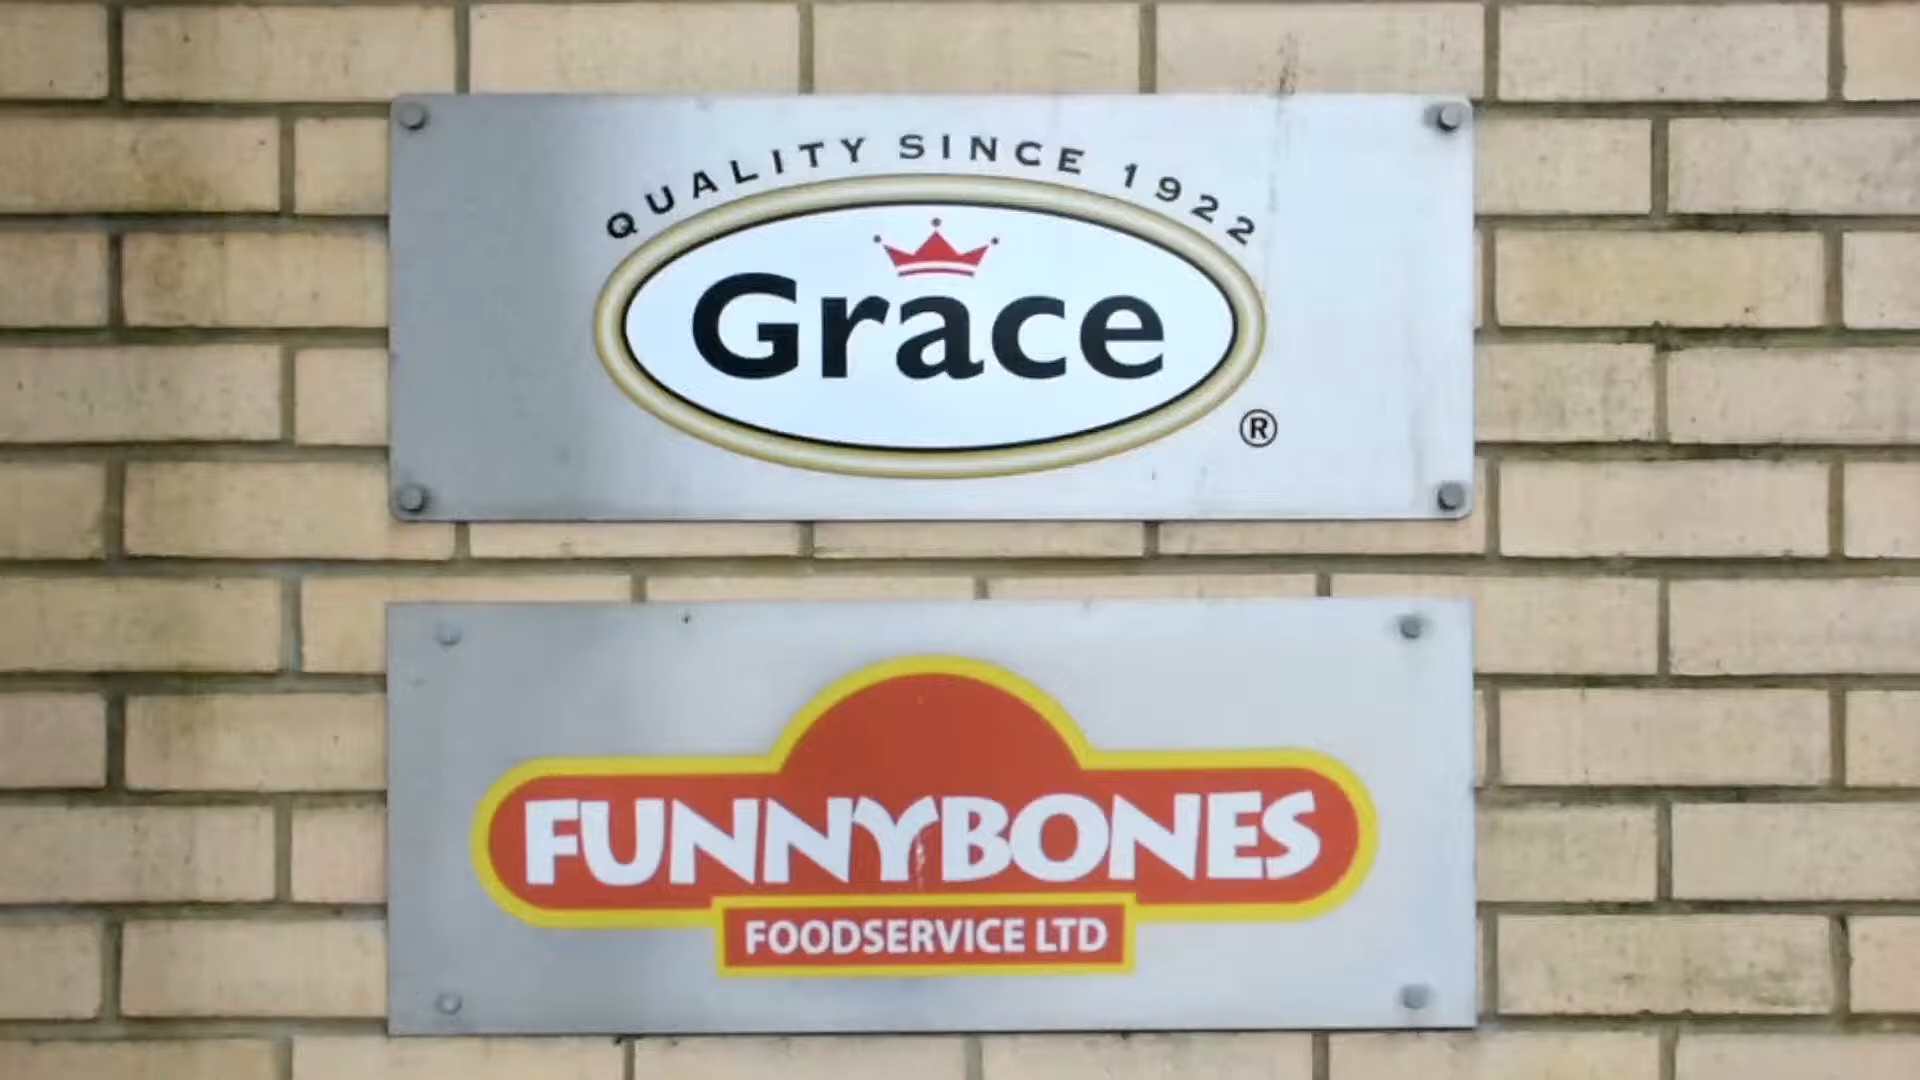 QUALITY SINCE 1922
Grace
®
FUNNYBONES
FOODSERVICE LTD